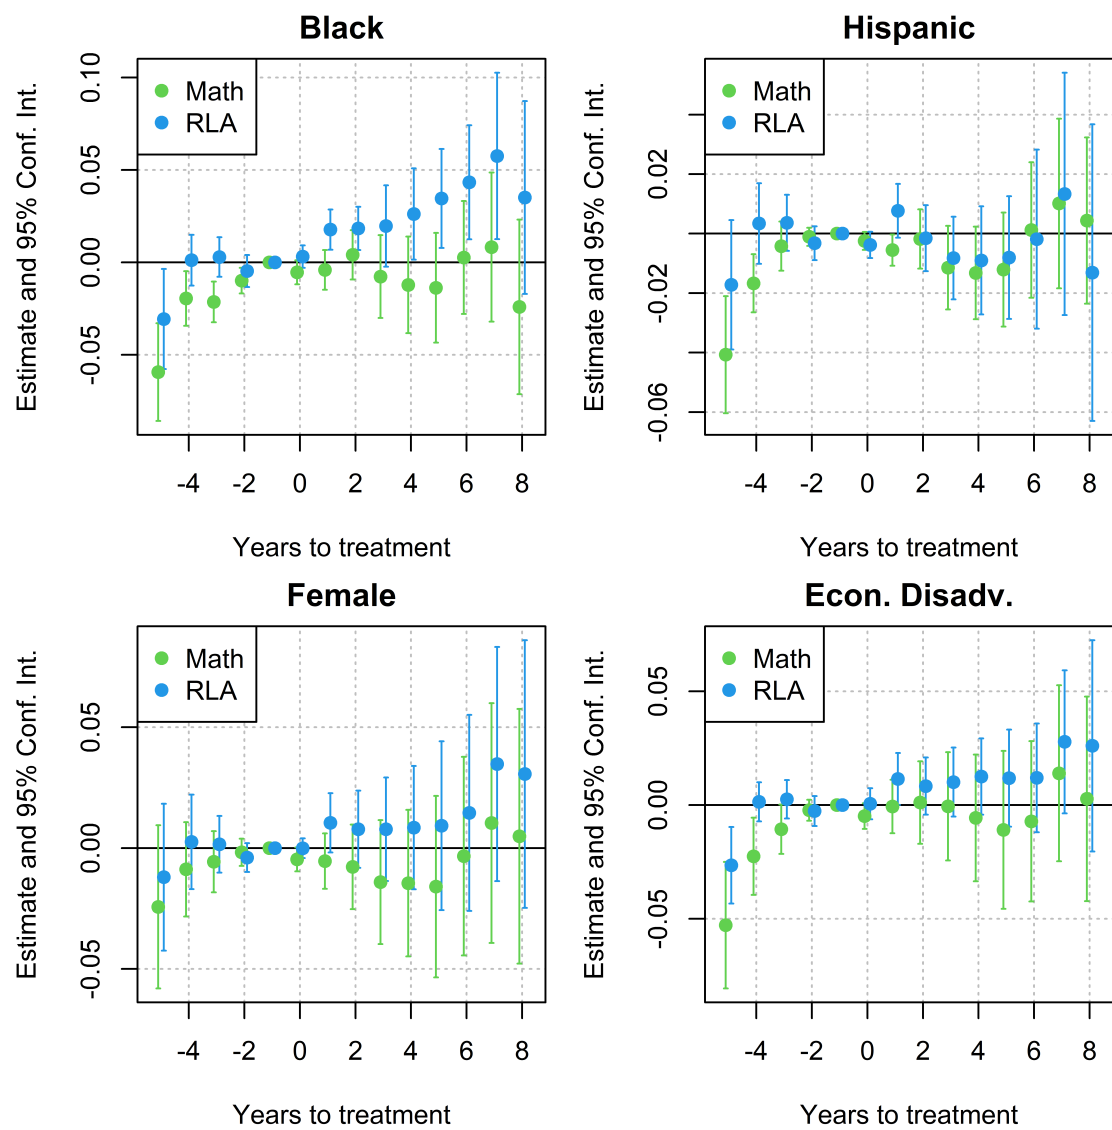 Black
Math
RLA
Estimate and 95% Conf. Int.
0.10
0.05
0.00
-0.05
-4 -2 0 2 4 6 8
Years to treatment
Hispanic
Math
RLA
Estimate and 95% Conf. Int.
0.02
-0.02
-0.06
-4 -2 0 2 4 6 8
Years to treatment
Female
Math
RLA
Estimate and 95% Conf. Int.
0.05
0.00
-0.05
-4 -2 0 2 4 6 8
Years to treatment
Econ. Disadv.
Math
RLA
Estimate and 95% Conf. Int.
0.05
0.00
-0.05
-4 -2 0 2 4 6 8
Years to treatment